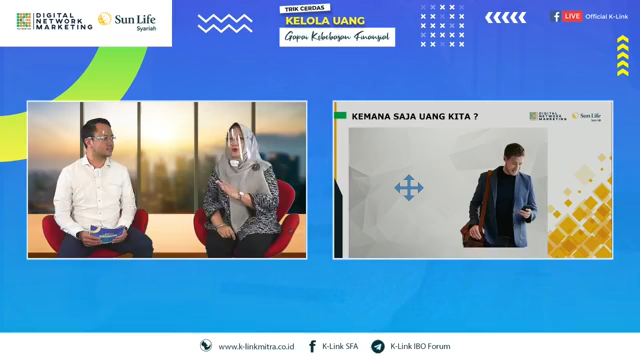 DIGITAL
NETWORK
MARKETING
Sun Life
Syariah
TRIK CERDAS
KELOLA UANG
Gapai Kebebasan Finansial
f LIVE Official K-Link
KEMANA SAJA UANG KITA ?
DIGITAL
NETWORK
MARKETING
Sun Life
www.k-linkmitra.co.id
K-Link SFA
K-Link IBO Forum